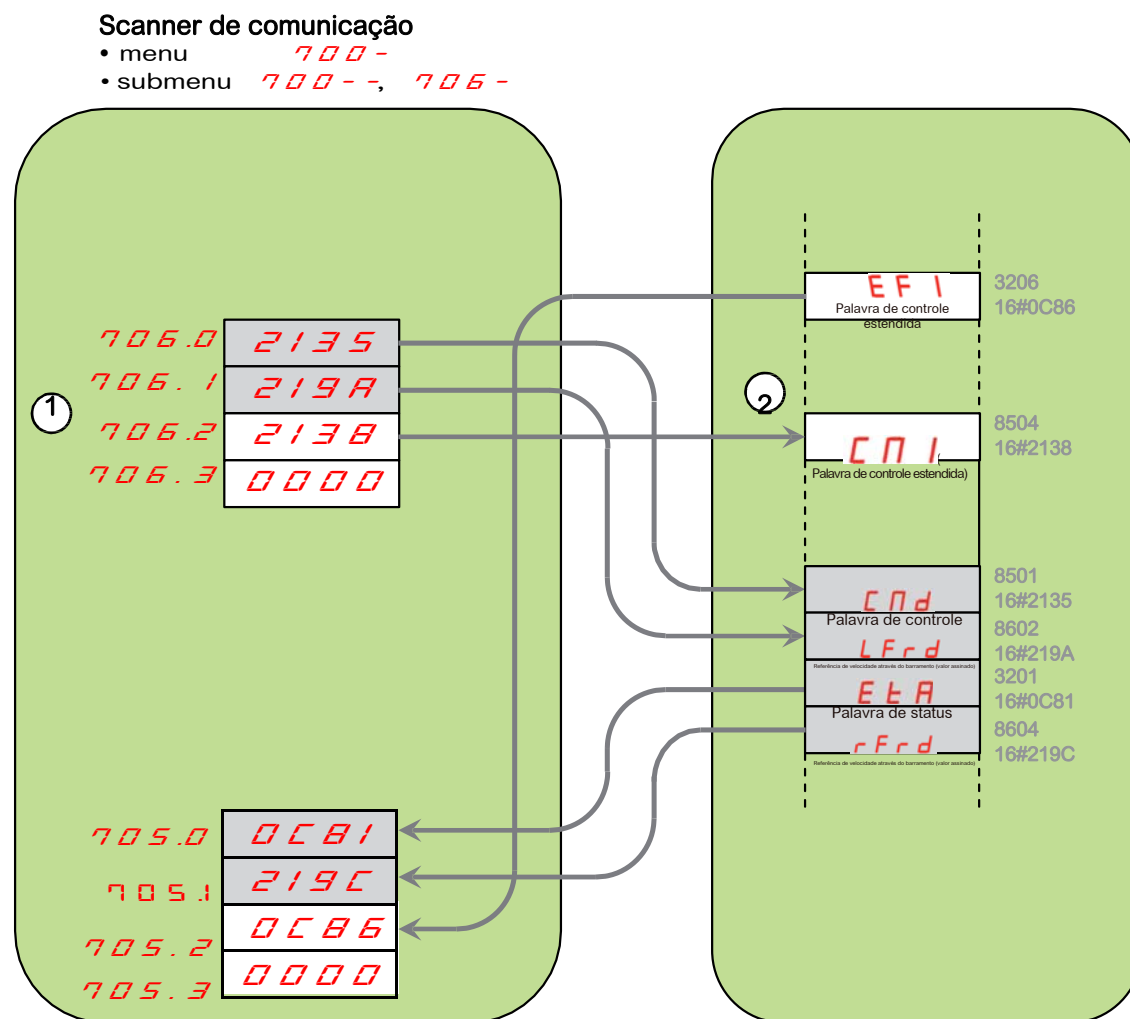 Scanner de comunicação
• menu 700-
• submenu 700--, 706-
1
706.0 2135
706.1 219A
706.2 2138
706.3 0000
705.0 0C81
705.1 219C
705.2 0C86
705.3 0000
2
EF1
Palavra de controle
estendida
3206
16#0C86
CM1(
Palavra de controle estendida)
8504
16#2138
CMd
Palavra de controle
8501
16#2135
LFrd
Referência de velocidade através do barramento (valor assinado)
8602
16#219A
EtA
Palavra de status
3201
16#0C81
rFrd
Referência de velocidade através do barramento (valor assinado)
8604
16#219C